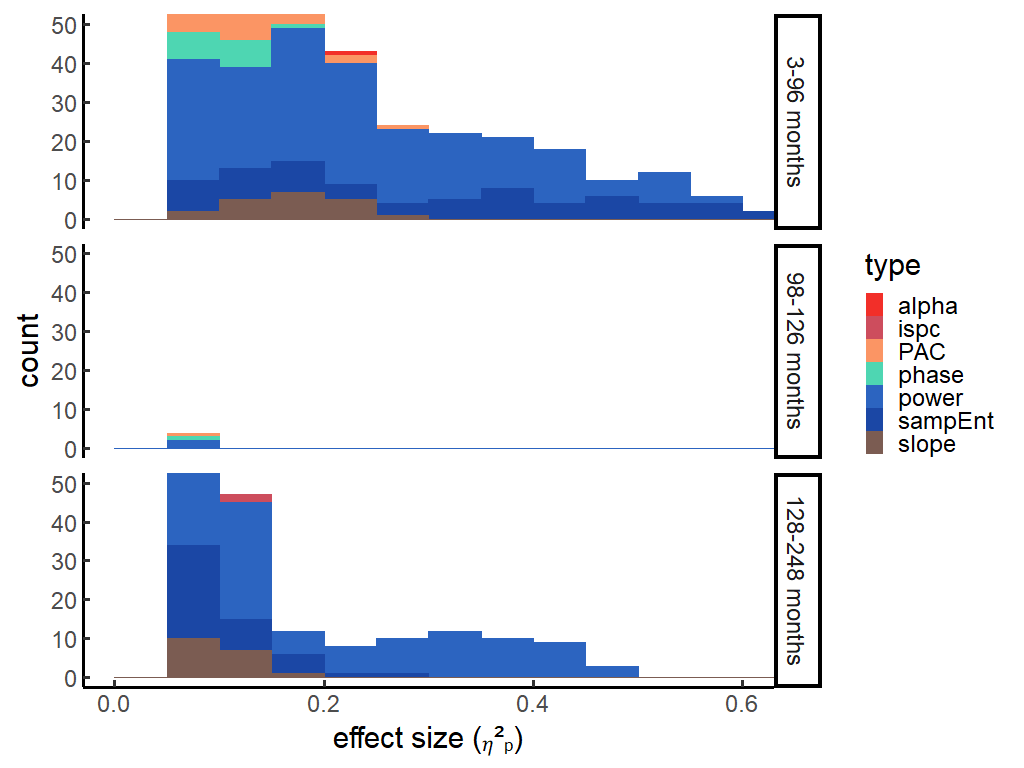 50
40
30
20
10
0
3-96 months
50
40
30
20
10
0
98-126 months
50
40
30
20
10
0
128-248 months
count
0.0
0.2
0.4
0.6
effect size (η²ₚ)
type
alpha
ispc
PAC
phase
power
sampEnt
slope